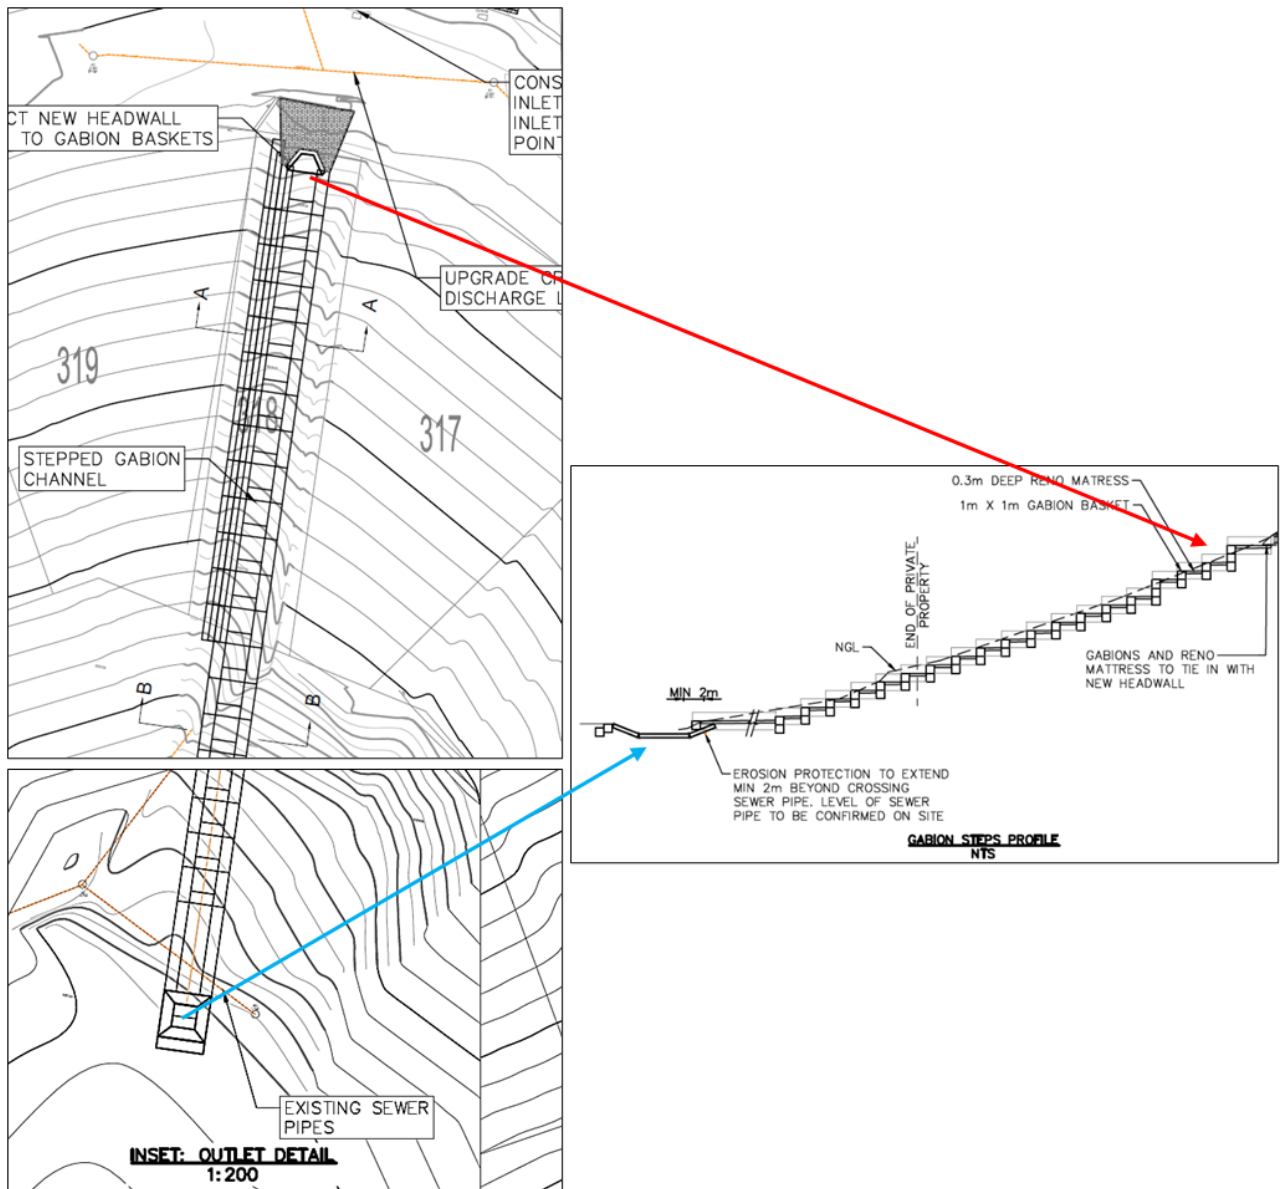 CONS
INLET
INLET
POINT
CT NEW HEADWALL
TO GABION BASKETS
UPGRADE
DISCHARGE L
A
A
319
318
317
STEPPED GABION
CHANNEL
B
B
EXISTING SEWER
PIPES
INSET: OUTLET DETAIL
1:200
0.3m DEEP RENO MATRESS
1m X 1m GABION BASKET
END OF PRIVATE
PROPERTY
NGL
GABIONS AND RENO
MATTRESS TO TIE IN WITH
NEW HEADWALL
MIN 2m
EROSION PROTECTION TO EXTEND
MIN 2m BEYOND CROSSING
SEWER PIPE. LEVEL OF SEWER
PIPE TO BE CONFIRMED ON SITE
GABION STEPS PROFILE
NTS